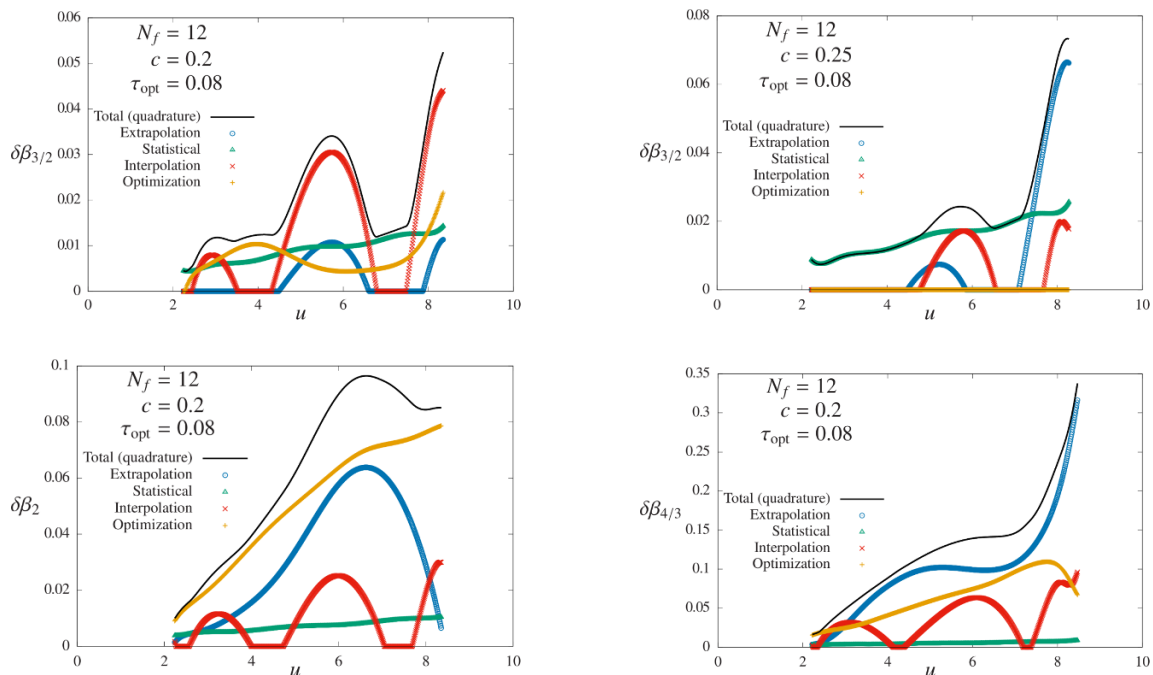 N_f = 12
c = 0.2
τ_opt = 0.08
Total (quadrature)
Extrapolation
Statistical
Interpolation
Optimization
δβ_{3/2}
0.06
0.05
0.04
0.03
0.02
0.01
0
0 2 4 6 8 10
u
N_f = 12
c = 0.25
τ_opt = 0.08
Total (quadrature)
Extrapolation
Statistical
Interpolation
Optimization
δβ_{3/2}
0.08
0.06
0.04
0.02
0
0 2 4 6 8 10
u
N_f = 12
c = 0.2
τ_opt = 0.08
Total (quadrature)
Extrapolation
Statistical
Interpolation
Optimization
δβ_2
0.1
0.08
0.06
0.04
0.02
0
0 2 4 6 8 10
u
N_f = 12
c = 0.2
τ_opt = 0.08
Total (quadrature)
Extrapolation
Statistical
Interpolation
Optimization
δβ_{4/3}
0.35
0.3
0.25
0.2
0.15
0.1
0.05
0
0 2 4 6 8 10
u